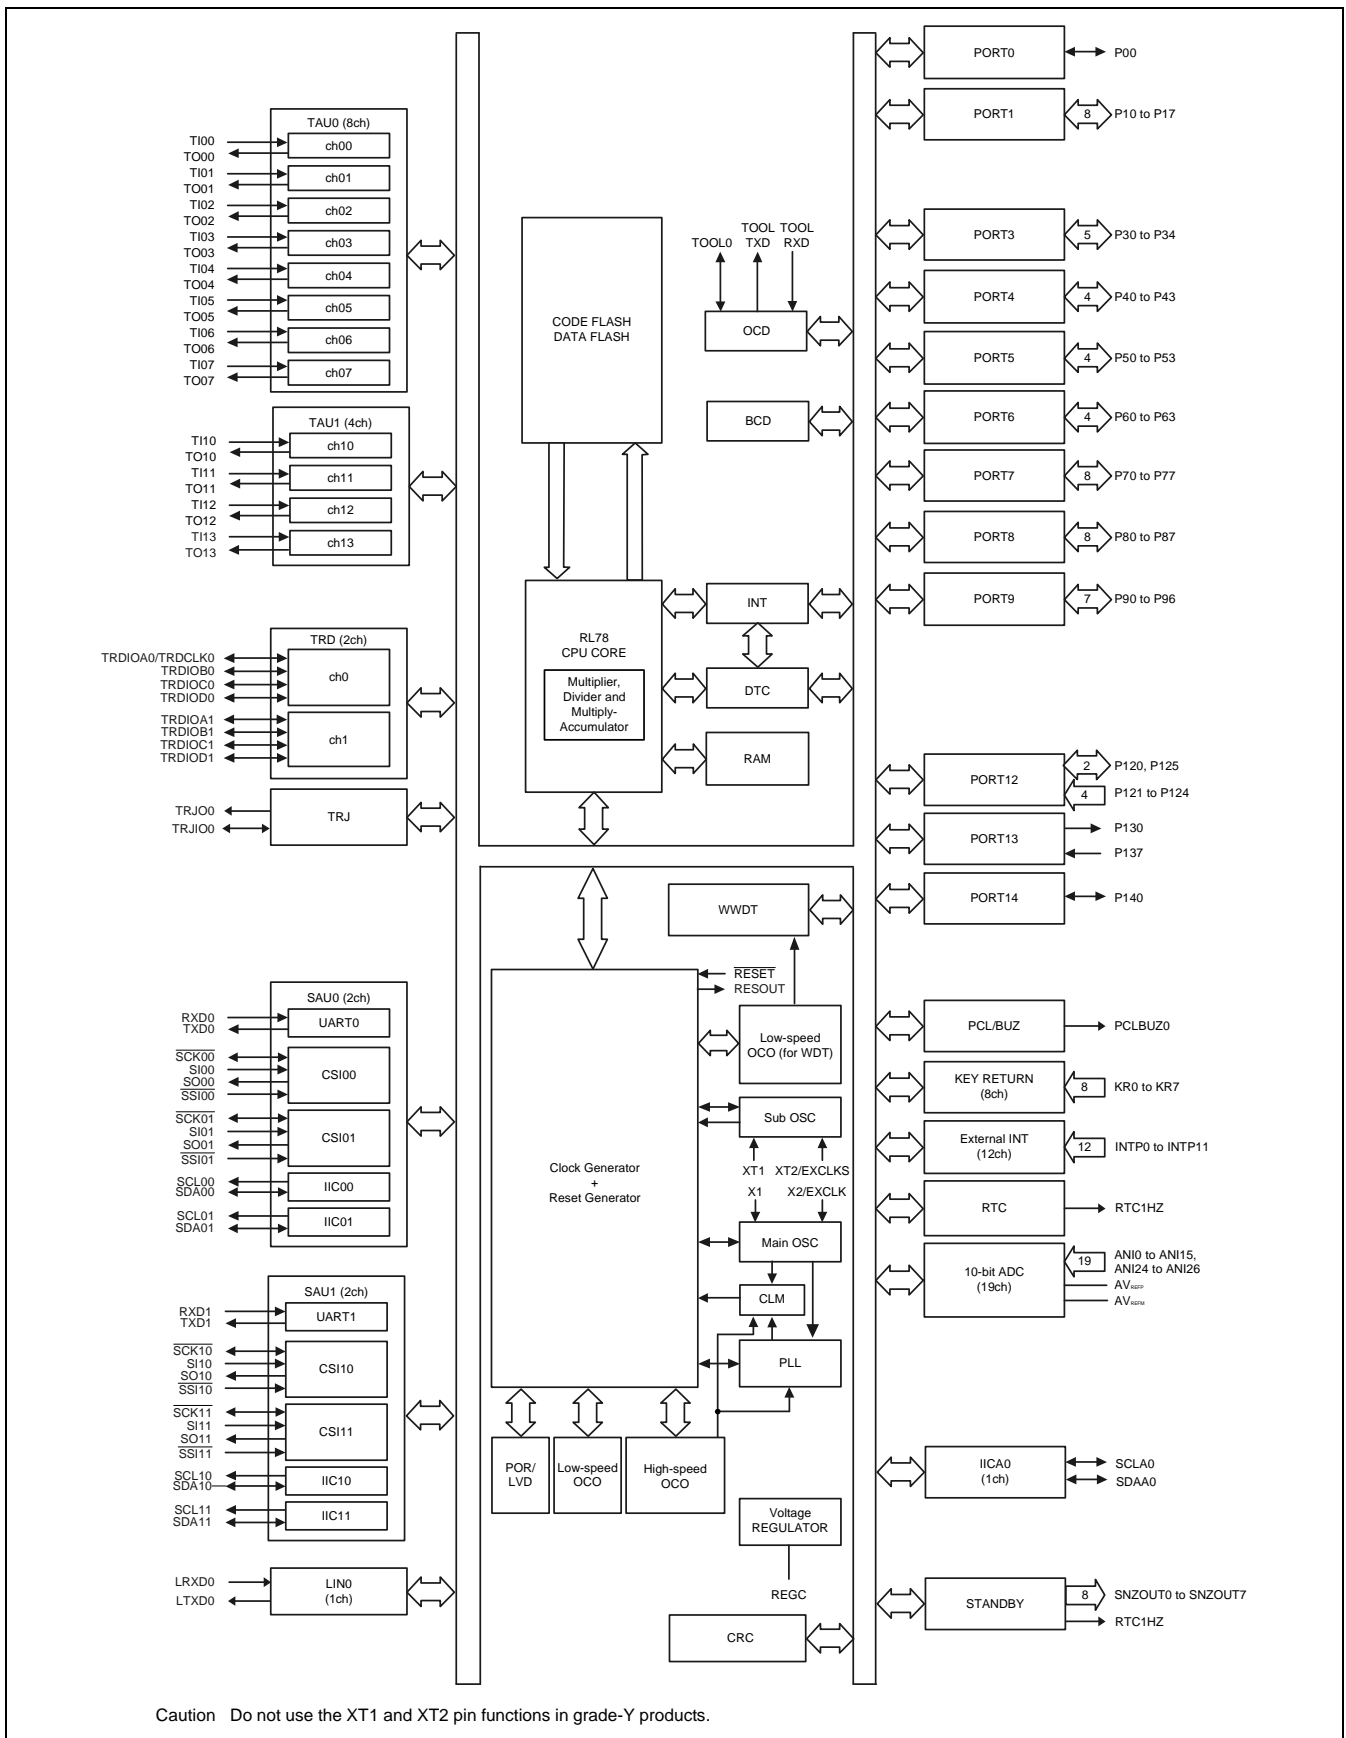 TAU0 (8ch)
TI00
TO00
ch00
TI01
TO01
ch01
TI02
TO02
ch02
TI03
TO03
ch03
TI04
TO04
ch04
TI05
TO05
ch05
TI06
TO06
ch06
TI07
TO07
ch07
TAU1 (4ch)
TI10
TO10
ch10
TI11
TO11
ch11
TI12
TO12
ch12
TI13
TO13
ch13
TRD (2ch)
TRDIOA0/TRDCLK0
TRDIOB0
TRDIOC0
TRDIOD0
ch0
TRDIOA1
TRDIOB1
TRDIOC1
TRDIOD1
ch1
TRJO0
TRJIO0
TRJ
SAU0 (2ch)
RXD0
TXD0
UART0
SCK00
SI00
SO00
SSI00
CSI00
SCK01
SI01
SO01
SSI01
CSI01
SCL00
SDA00
IIC00
SCL01
SDA01
IIC01
SAU1 (2ch)
RXD1
TXD1
UART1
SCK10
SI10
SO10
SSI10
CSI10
SCK11
SI11
SO11
SSI11
CSI11
SCL10
SDA10
IIC10
SCL11
SDA11
IIC11
LRXD0
LTXD0
LIN0
(1ch)
CODE FLASH
DATA FLASH
TOOL0
TOOL
TXD
TOOL
RXD
OCD
BCD
RL78
CPU CORE
Multiplier,
Divider and
Multiply-
Accumulator
INT
DTC
RAM
WWDT
RESET
RESOUT
Low-speed
OCO (for WDT)
Sub OSC
XT1
XT2/EXCLKS
X1
X2/EXCLK
Clock Generator
+
Reset Generator
Main OSC
CLM
PLL
POR/
LVD
Low-speed
OCO
High-speed
OCO
Voltage
REGULATOR
REGC
CRC
PORT0
P00
PORT1
8
P10 to P17
PORT3
5
P30 to P34
PORT4
4
P40 to P43
PORT5
4
P50 to P53
PORT6
4
P60 to P63
PORT7
8
P70 to P77
PORT8
8
P80 to P87
PORT9
7
P90 to P96
PORT12
2
P120, P125
4
P121 to P124
PORT13
P130
P137
PORT14
P140
PCL/BUZ
PCLBUZ0
KEY RETURN
(8ch)
8
KR0 to KR7
External INT
(12ch)
12
INTP0 to INTP11
RTC
RTC1HZ
10-bit ADC
(19ch)
19
ANI0 to ANI15,
ANI24 to ANI26
AVREFP
AVREFM
IICA0
(1ch)
SCLA0
SDAA0
STANDBY
8
SNZOUT0 to SNZOUT7
RTC1HZ
Caution Do not use the XT1 and XT2 pin functions in grade-Y products.